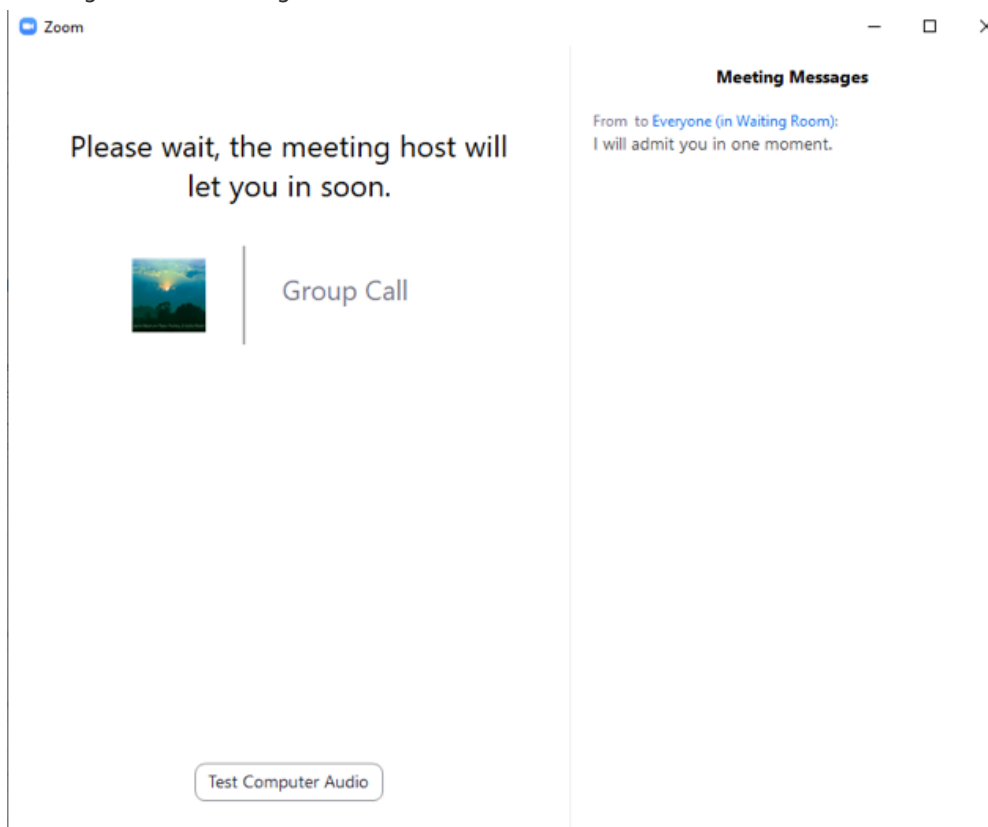 Zoom
Please wait, the meeting host will
let you in soon.
Group Call
Test Computer Audio
Meeting Messages
From to Everyone (in Waiting Room):
I will admit you in one moment.